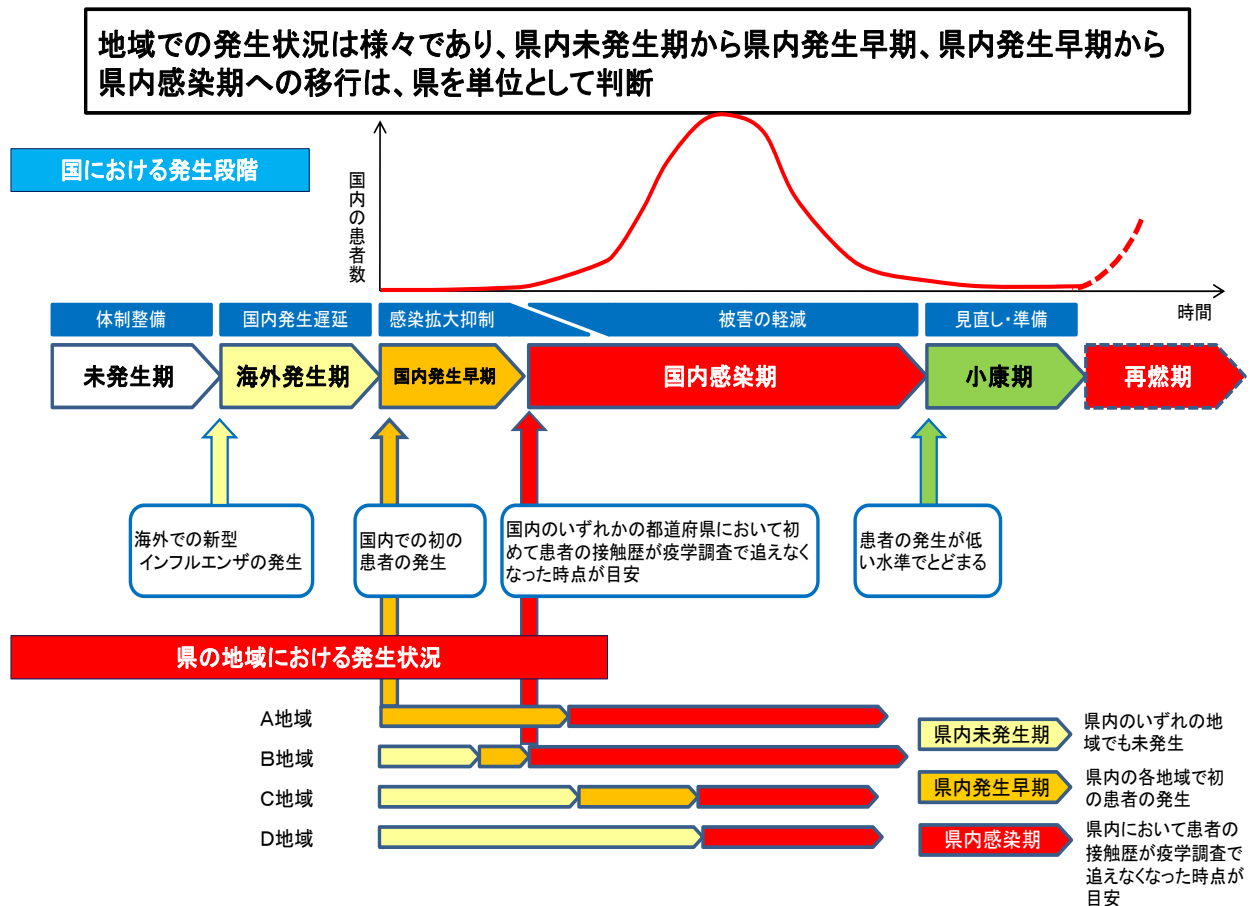 地域での発生状況は様々であり、県内未発生期から県内発生早期、県内発生早期から
県内感染期への移行は、県を単位として判断
国における発生段階
国内の患者数
時間
体制整備
国内発生遅延
感染拡大抑制
被害の軽減
見直し・準備
未発生期
海外発生期
国内発生早期
国内感染期
小康期
再燃期
海外での新型
インフルエンザの発生
国内での初の
患者の発生
国内のいずれかの都道府県において初
めて患者の接触歴が疫学調査で追えなく
なった時点が目安
患者の発生が低
い水準でとどまる
県の地域における発生状況
A地域
B地域
C地域
D地域
県内未発生期
県内のいずれの地
域でも未発生
県内発生早期
県内の各地域で初
の患者の発生
県内感染期
県内において患者の
接触歴が疫学調査で
追えなくなった時点が
目安